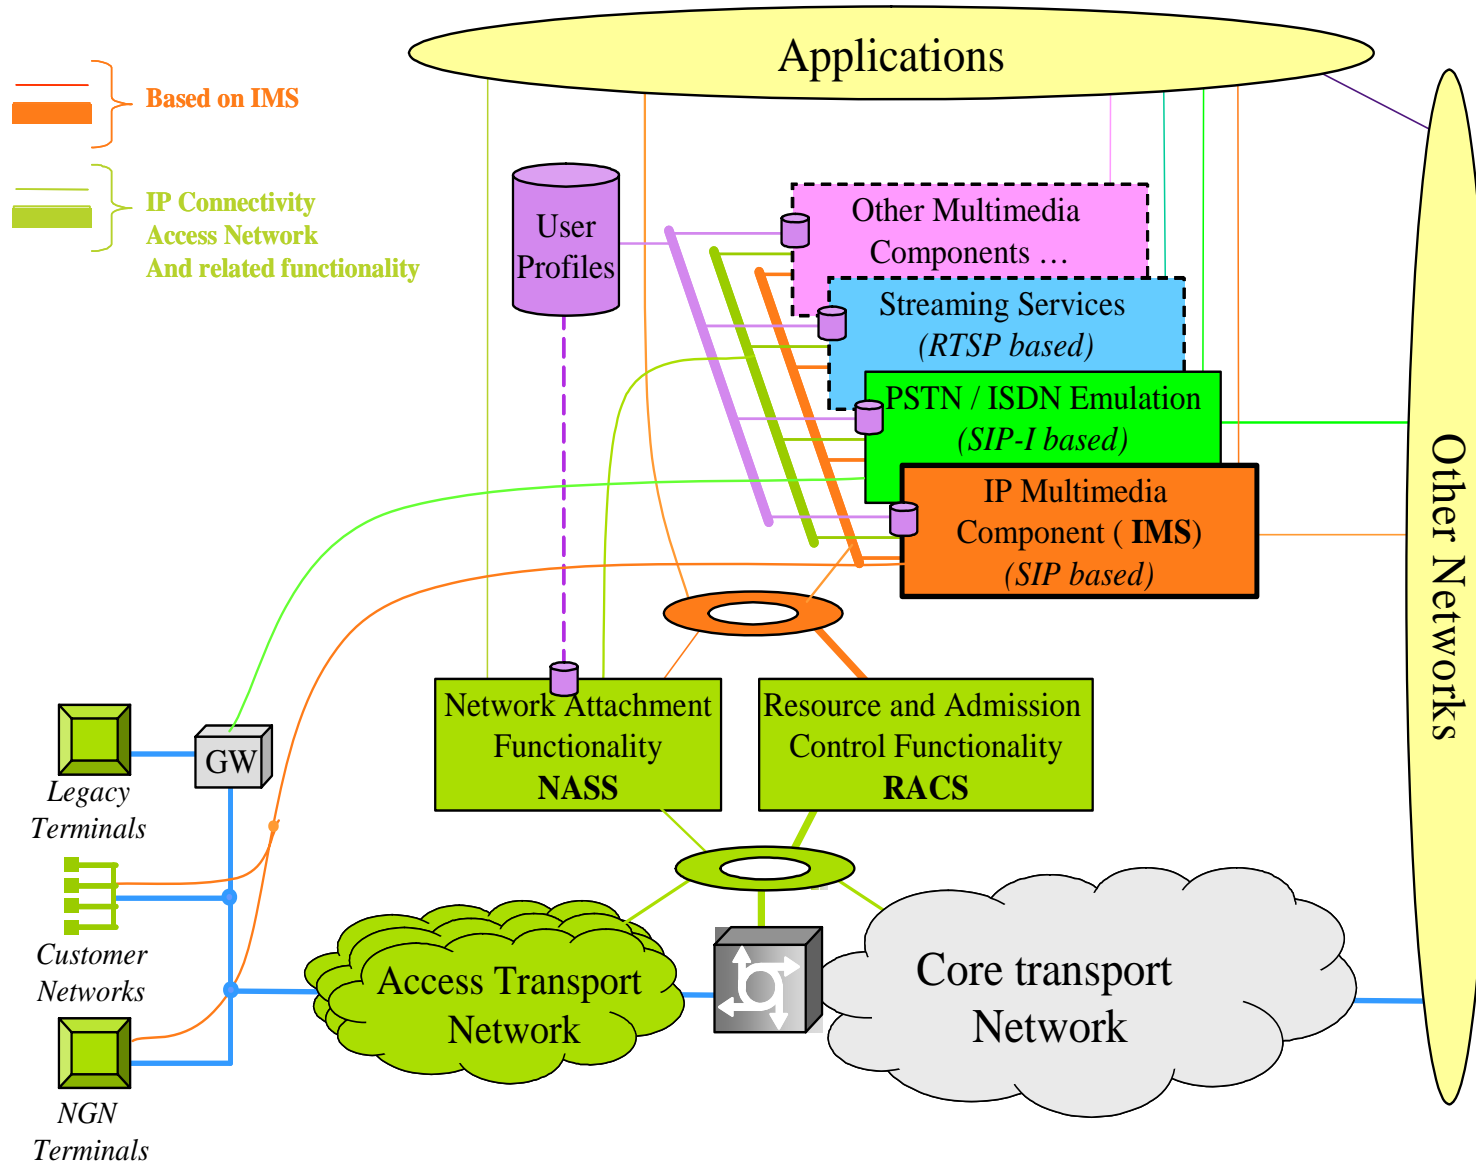 Applications
Based on IMS
IP Connectivity
Access Network
And related functionality
User
Profiles
Other Multimedia
Components …
Streaming Services
(RTSP based)
PSTN / ISDN Emulation
(SIP-I based)
IP Multimedia
Component ( IMS)
(SIP based)
Other Networks
Network Attachment
Functionality
NASS
Resource and Admission
Control Functionality
RACS
GW
Legacy
Terminals
Customer
Networks
NGN
Terminals
Access Transport
Network
Core transport
Network